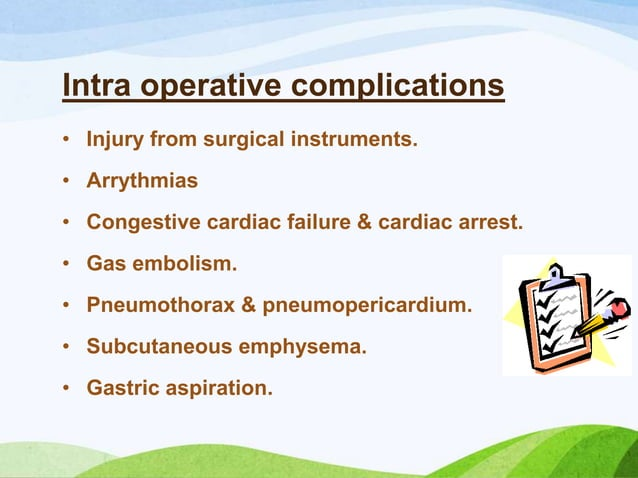 Intra operative complications
• Injury from surgical instruments.
• Arrythmias
• Congestive cardiac failure & cardiac arrest.
• Gas embolism.
• Pneumothorax & pneumopericardium.
• Subcutaneous emphysema.
• Gastric aspiration.